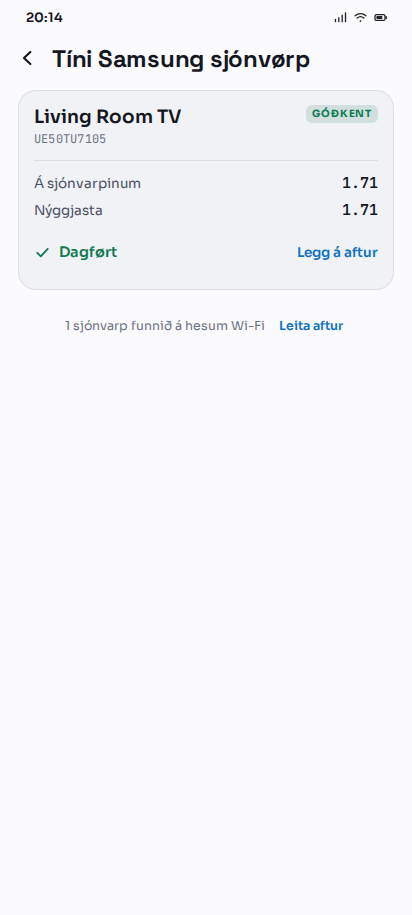 20:14
Tíni Samsung sjónvørp
Living Room TV
GÓÐKENT
UE50TU7105
Á sjónvarpinum 1.71
Nýggjasta 1.71
Dagført Legg á aftur
1 sjónvarp funnið á hesum Wi-Fi Leita aftur